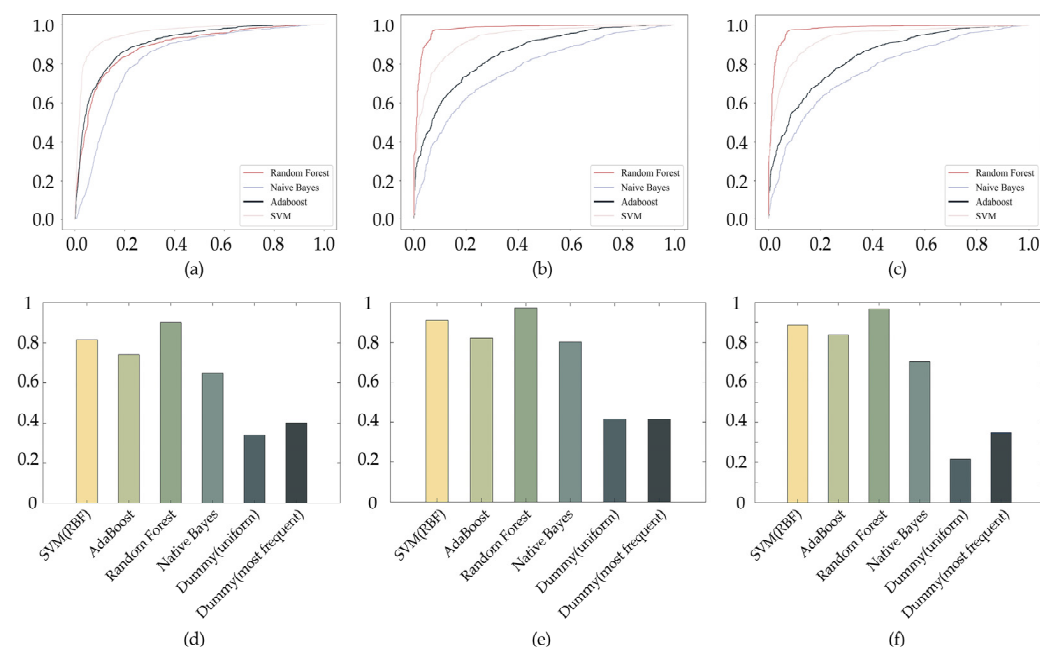 1.0
0.8
0.6
0.4
0.2
0.0
Random Forest
Naive Bayes
Adaboost
SVM
0.0 0.2 0.4 0.6 0.8 1.0
(a)
1.0
0.8
0.6
0.4
0.2
0.0
Random Forest
Naive Bayes
Adaboost
SVM
0.0 0.2 0.4 0.6 0.8 1.0
(b)
1.0
0.8
0.6
0.4
0.2
0.0
Random Forest
Naive Bayes
Adaboost
SVM
0.0 0.2 0.4 0.6 0.8 1.0
(c)
1
0.8
0.6
0.4
0.2
0
SVM(RBF)
AdaBoost
Random Forest
Native Bayes
Dummy(uniform)
Dummy(most frequent)
(d)
1
0.8
0.6
0.4
0.2
0
SVM(RBF)
AdaBoost
Random Forest
Native Bayes
Dummy(uniform)
Dummy(most frequent)
(e)
1
0.8
0.6
0.4
0.2
0
SVM(RBF)
AdaBoost
Random Forest
Native Bayes
Dummy(uniform)
Dummy(most frequent)
(f)